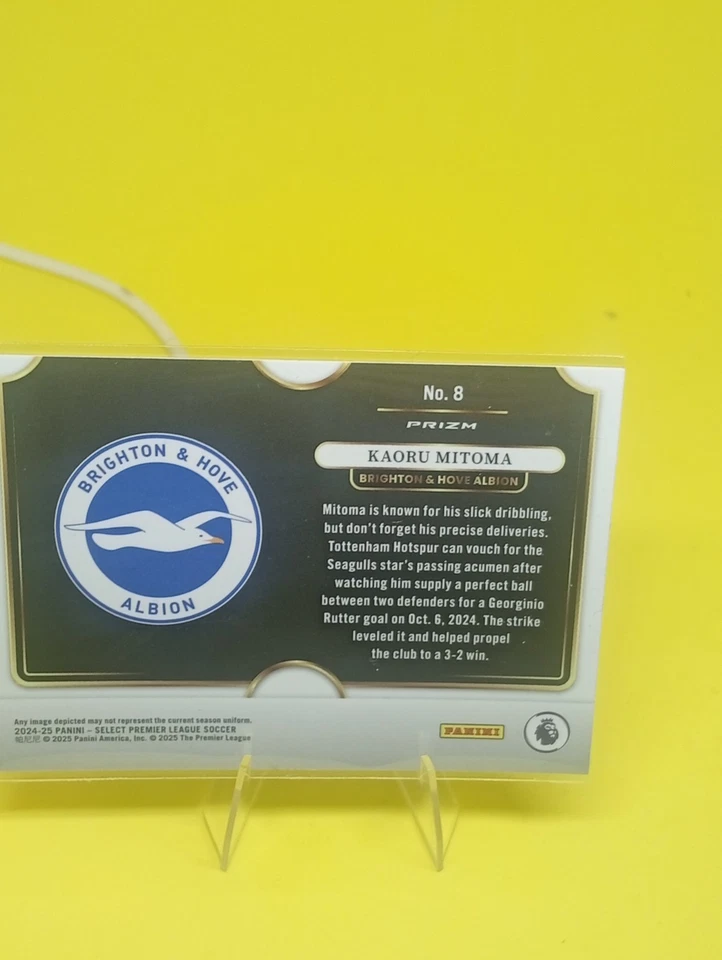 No. 8
PRIZM
KAORU MITOMA
BRIGHTON & HOVE ALBION
BRIGHTON & HOVE
ALBION
Mitoma is known for his slick dribbling,
but don't forget his precise deliveries.
Tottenham Hotspur can vouch for the
Seagulls star's passing acumen after
watching him supply a perfect ball
between two defenders for a Georginio
Rutter goal on Oct. 6, 2024. The strike
leveled it and helped propel
the club to a 3-2 win.
Any image depicted may not represent the current season uniform.
2024-25 PANINI – SELECT PREMIER LEAGUE SOCCER
帕尼尼 © 2025 Panini America, Inc. © 2025 The Premier League
PANINI